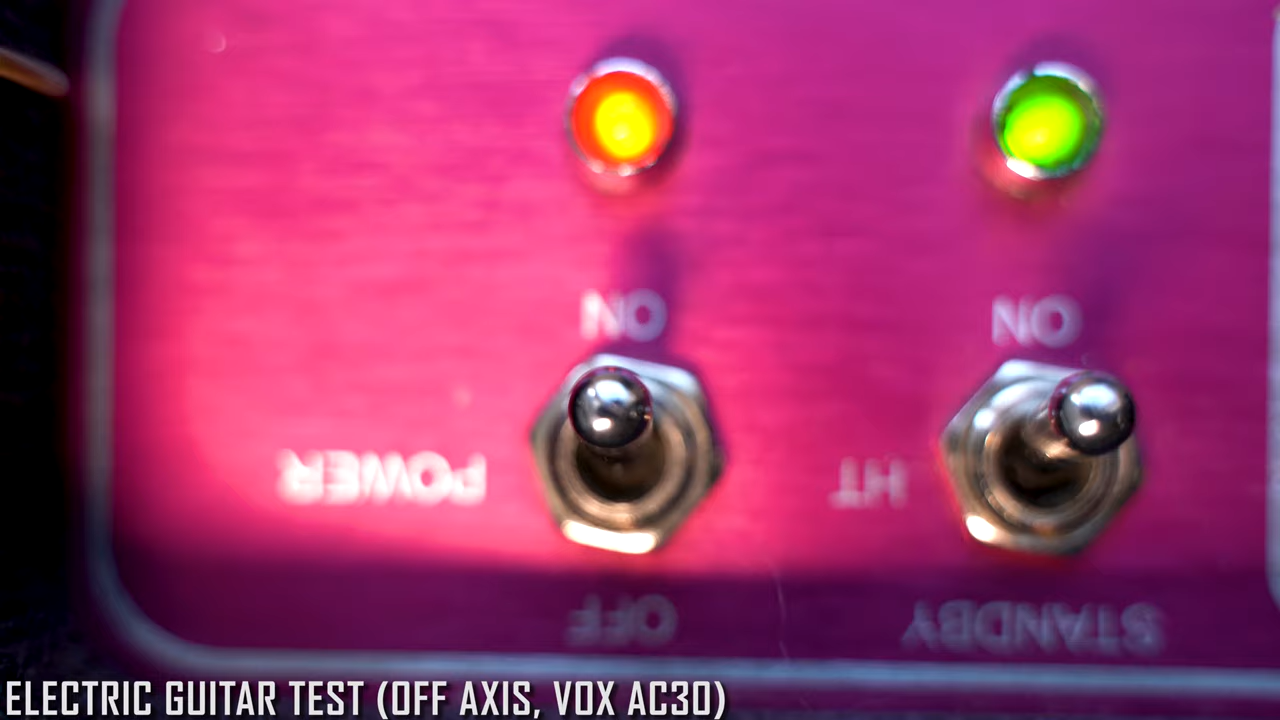 ON ON
POWER HT
OFF STANDBY
ELECTRIC GUITAR TEST (OFF AXIS, VOX AC30)